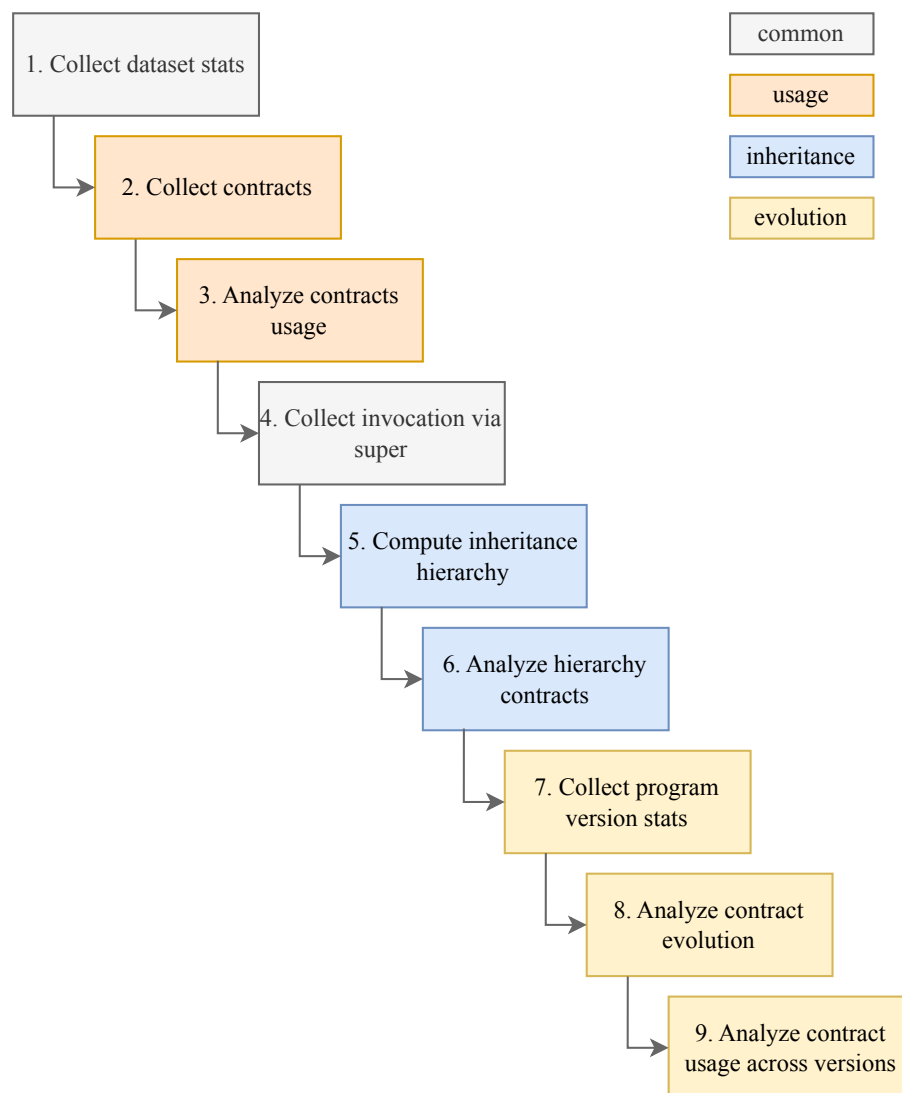 1. Collect dataset stats
common
usage
2. Collect contracts
inheritance
evolution
3. Analyze contracts
usage
4. Collect invocation via
super
5. Compute inheritance
hierarchy
6. Analyze hierarchy
contracts
7. Collect program
version stats
8. Analyze contract
evolution
9. Analyze contract
usage across versions